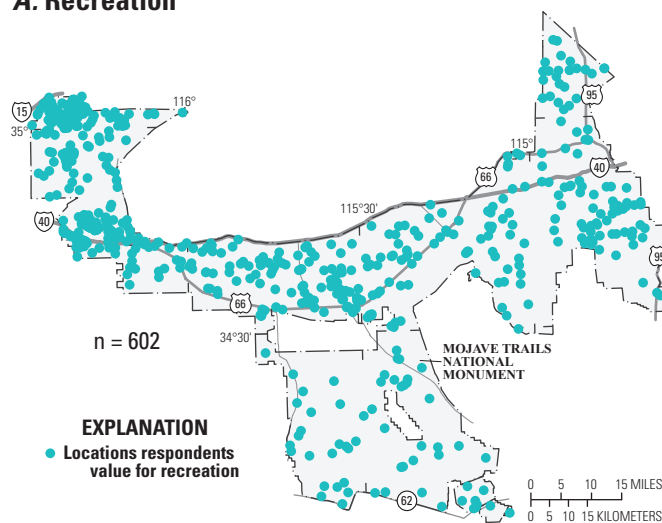 A. Recreation
15
116°
35°
95
115°
66
40
115°30'
40
95
66
34°30'
n = 602
MOJAVE TRAILS
NATIONAL
MONUMENT
EXPLANATION
Locations respondents
value for recreation
62
0 5 10 15 MILES
0 5 10 15 KILOMETERS